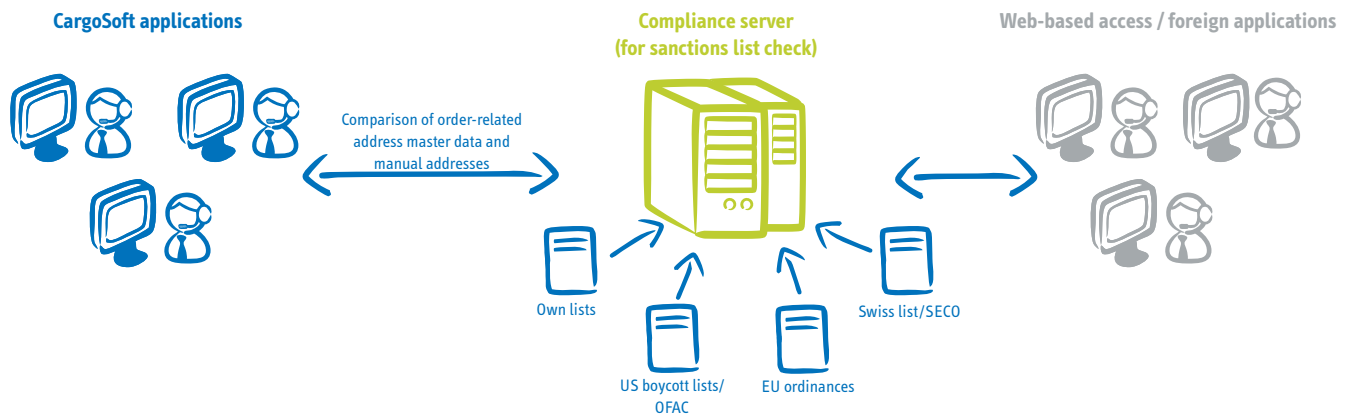 CargoSoft applications
Compliance server
(for sanctions list check)
Web-based access / foreign applications
Comparison of order-related
address master data and
manual addresses
Own lists
US boycott lists/
OFAC
EU ordinances
Swiss list/SECO